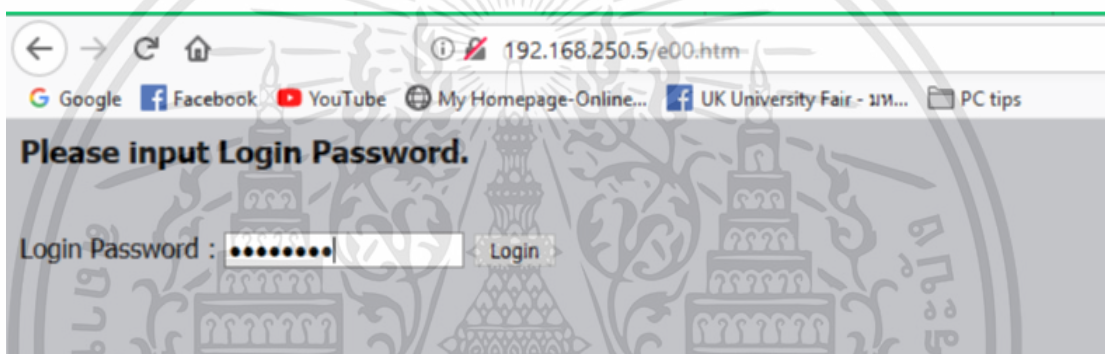 192.168.250.5/e00.htm
Google Facebook YouTube My Homepage-Online... UK University Fair - มห... PC tips
Please input Login Password.
Login Password : ●●●●●●●● Login